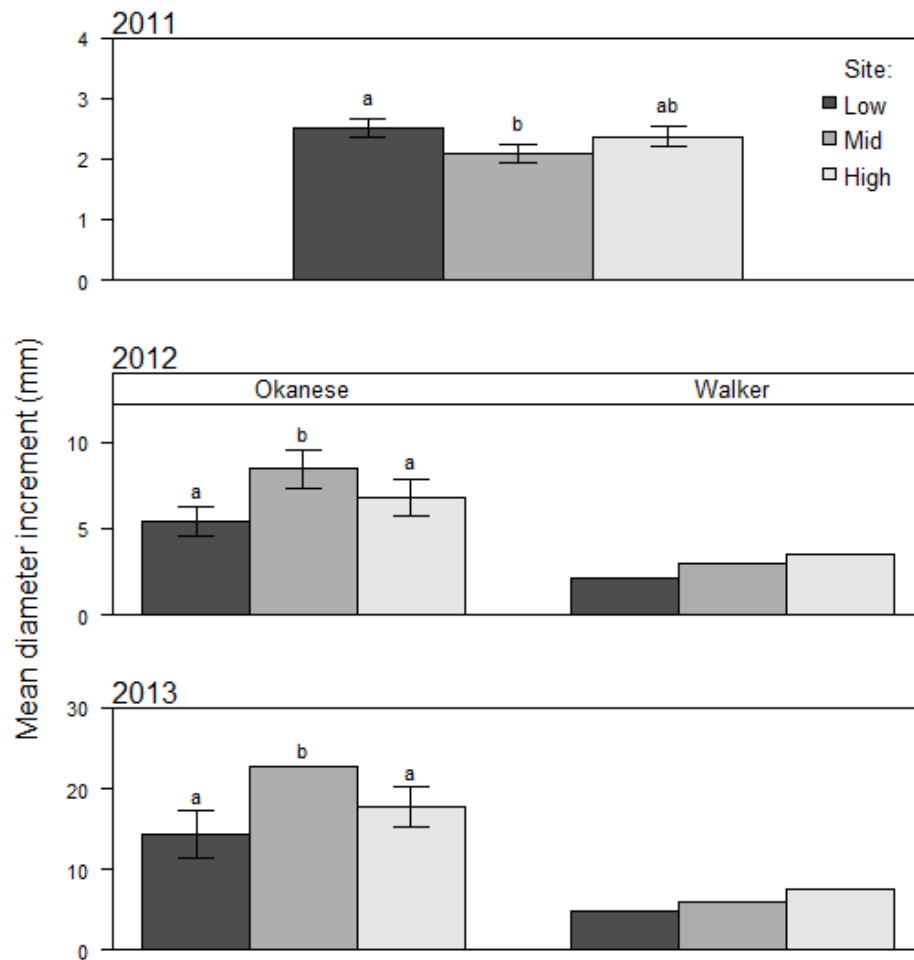 2011
4
3
2
1
0
a
b
ab
Site:
Low
Mid
High
Mean diameter increment (mm)
2012
Okanese
Walker
10
5
0
a
b
a
2013
30
20
10
0
a
b
a